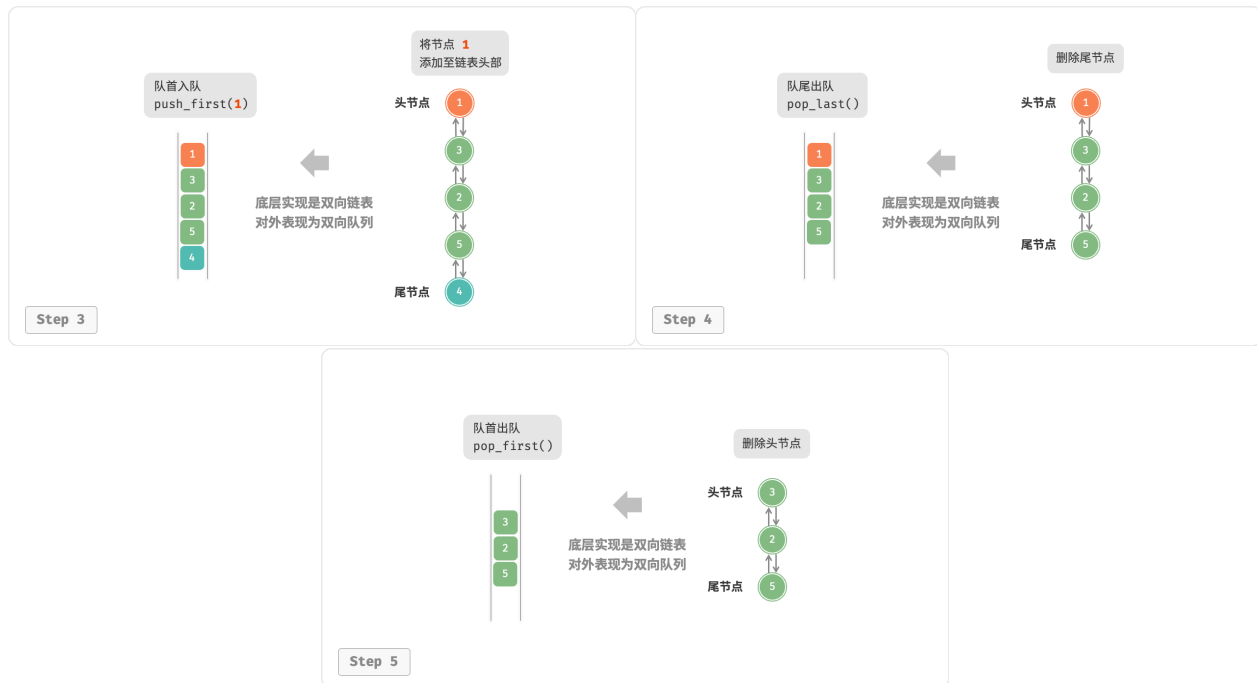 将节点 1
添加至链表头部
队首入队
push_first(1)
头节点
1
3
2
5
4
1
3
2
5
4
底层实现是双向链表
对外表现为双向队列
尾节点
Step 3
删除尾节点
队尾出队
pop_last()
头节点
1
3
2
5
1
3
2
5
底层实现是双向链表
对外表现为双向队列
尾节点
Step 4
队首出队
pop_first()
删除头节点
头节点
3
2
5
3
2
5
底层实现是双向链表
对外表现为双向队列
尾节点
Step 5